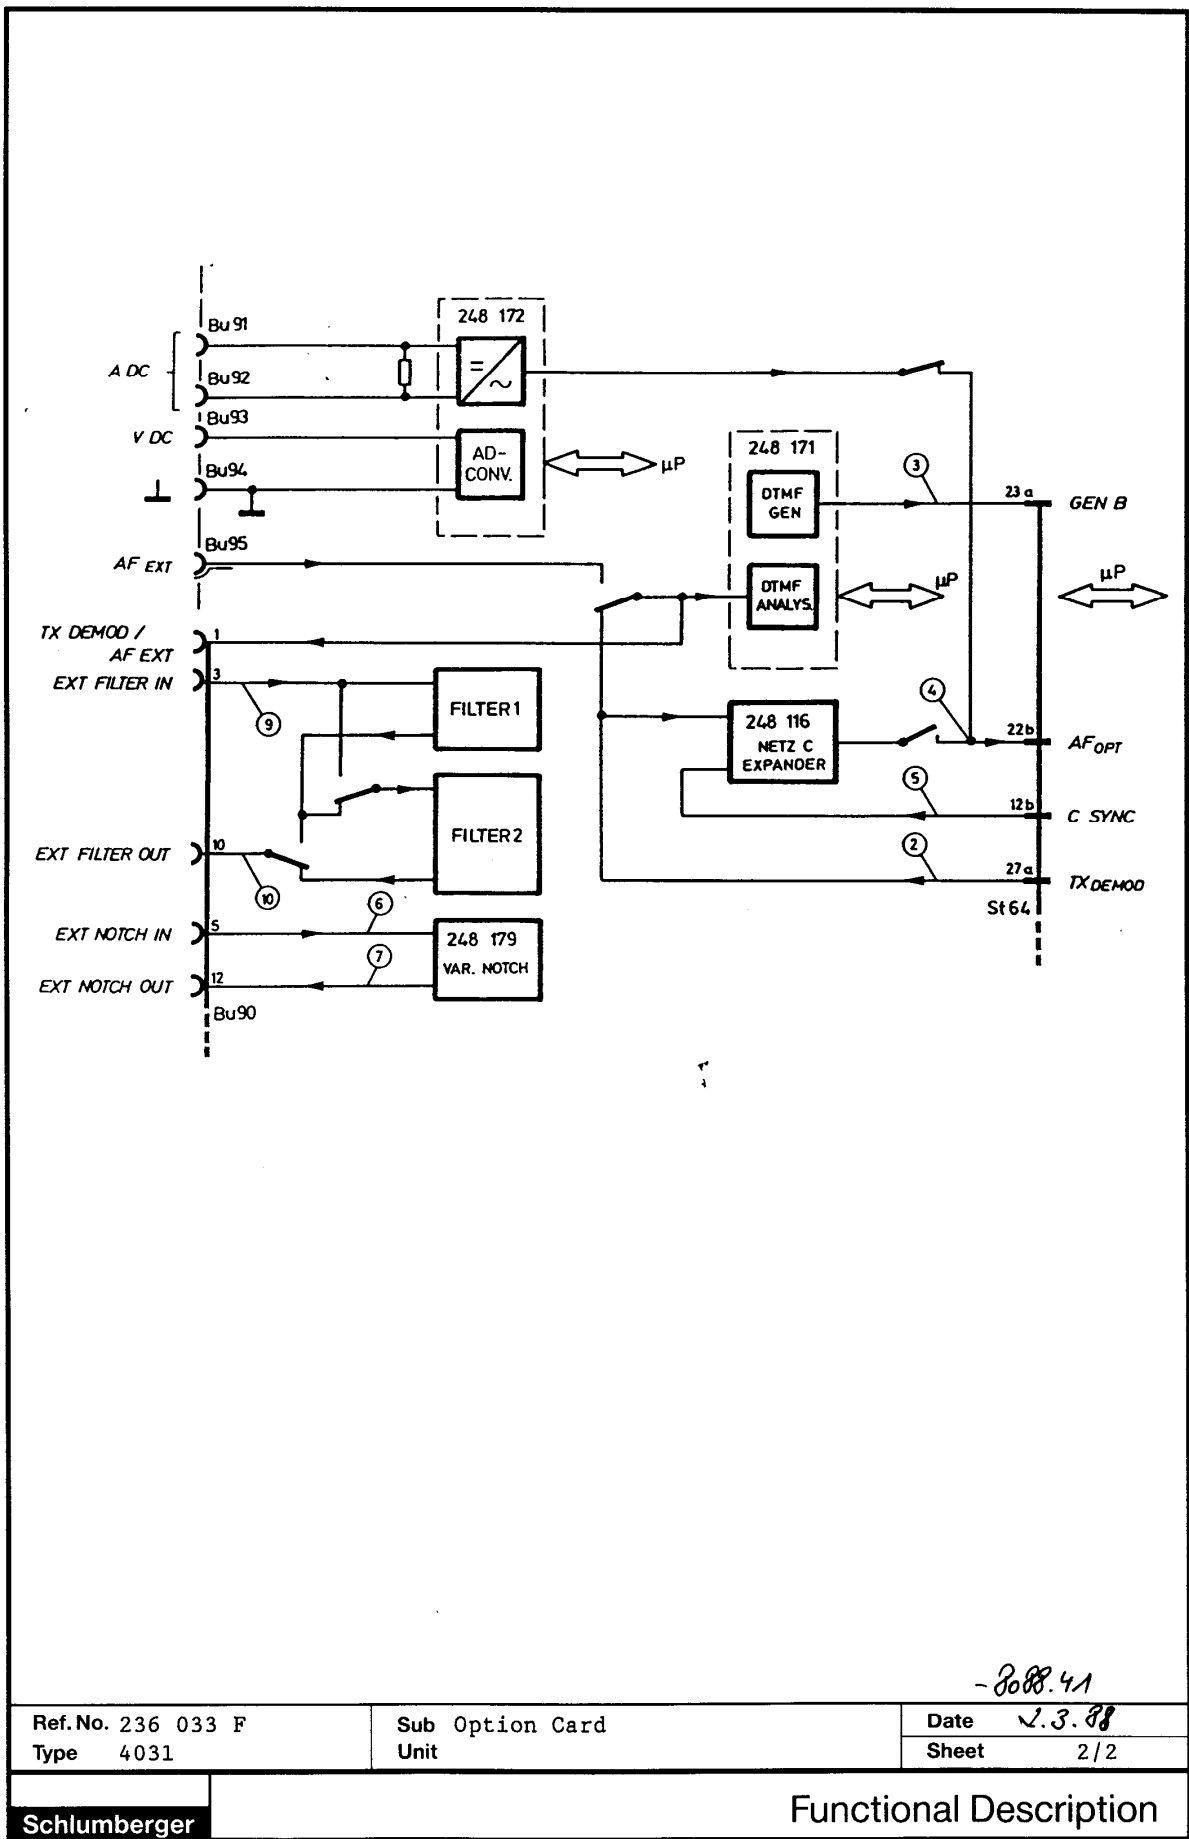 Bu 91
248 172
=
A DC
Bu 92
~
Bu93
V DC
AD-
CONV.
µP
248 171
Bu94
DTMF
GEN
3
23 a
GEN B
Bu95
AF EXT
DTMF
ANALYS.
µP
µP
TX DEMOD /
AF EXT
1
EXT FILTER IN
3
9
FILTER 1
248 116
NETZ C
EXPANDER
4
22b
AF OPT
5
12 b
C SYNC
FILTER 2
2
27 a
TX DEMOD
St 64
EXT FILTER OUT
10
10
6
EXT NOTCH IN
5
248 179
VAR. NOTCH
7
EXT NOTCH OUT
12
Bu90
-8088.41
Ref. No. 236 033 F
Type 4031
Sub Option Card
Unit
Date 2.3.88
Sheet 2/2
Schlumberger
Functional Description